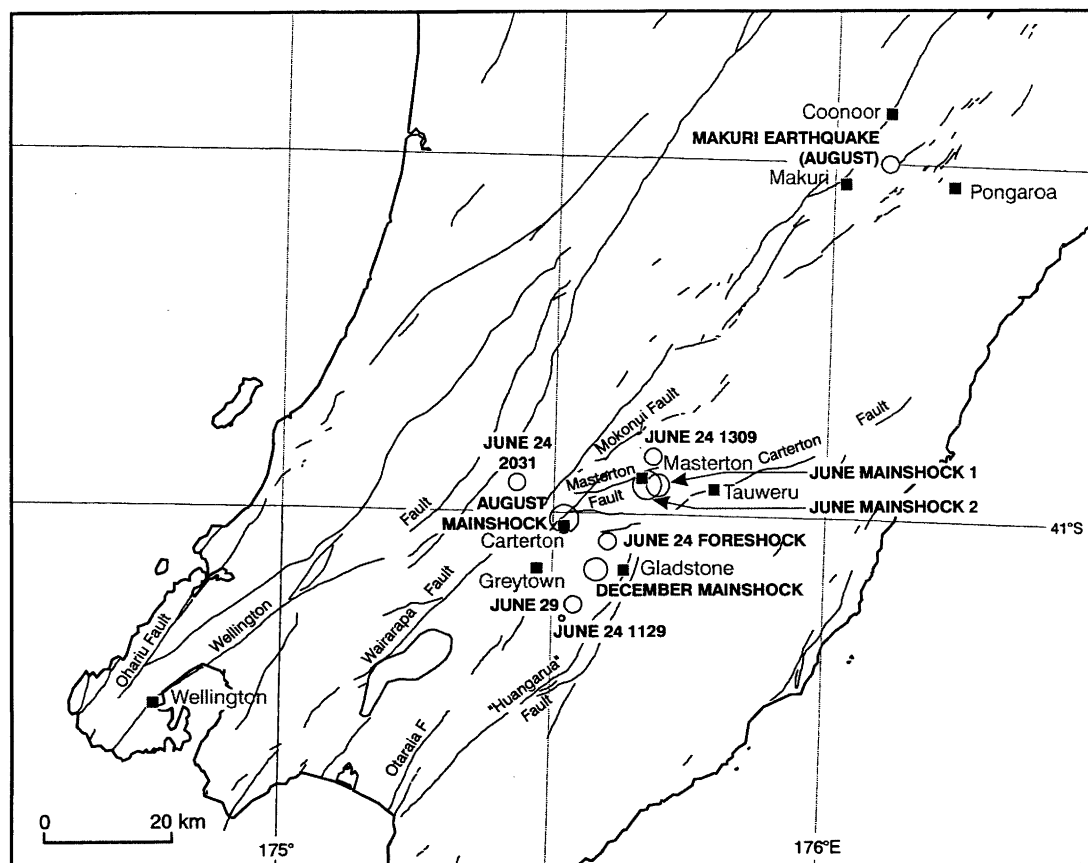 Coonoor
MAKURI EARTHQUAKE
(AUGUST)
Makuri
Pongaroa
Mokonui Fault
JUNE 24 1309
JUNE 24
2031
Masterton
Masterton
Carterton
Fault
JUNE MAINSHOCK 1
Tauweru
Fault
AUGUST
MAINSHOCK
Fault
JUNE MAINSHOCK 2
41°S
Carterton
JUNE 24 FORESHOCK
Greytown
Gladstone
DECEMBER MAINSHOCK
JUNE 29
JUNE 24 1129
Wairarapa
Fault
Ohariu Fault
Wellington
Wellington
"Huangarua"
Fault
Otaraia F
0
20 km
175°
176°E